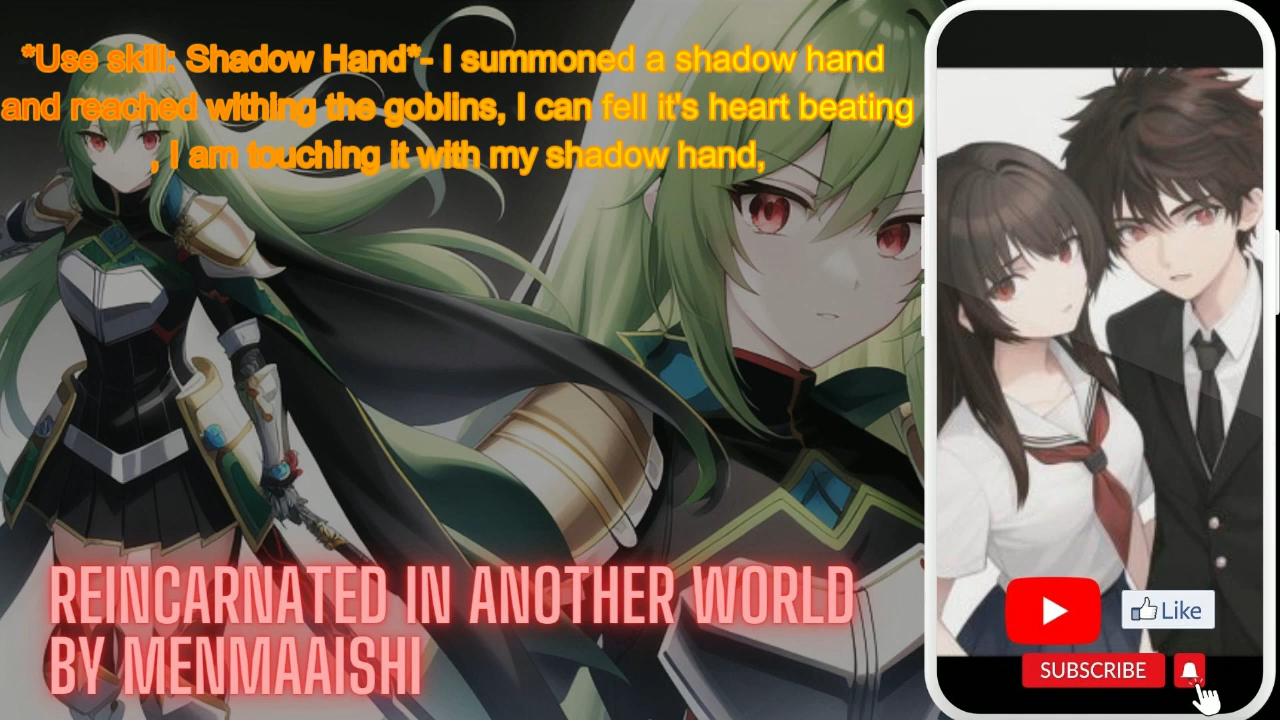 *Use skill: Shadow Hand*- I summoned a shadow hand
and reached withing the goblins, I can fell it's heart beating
, I am touching it with my shadow hand,
REINCARNATED IN ANOTHER WORLD
BY MENMAAISHI
Like
SUBSCRIBE